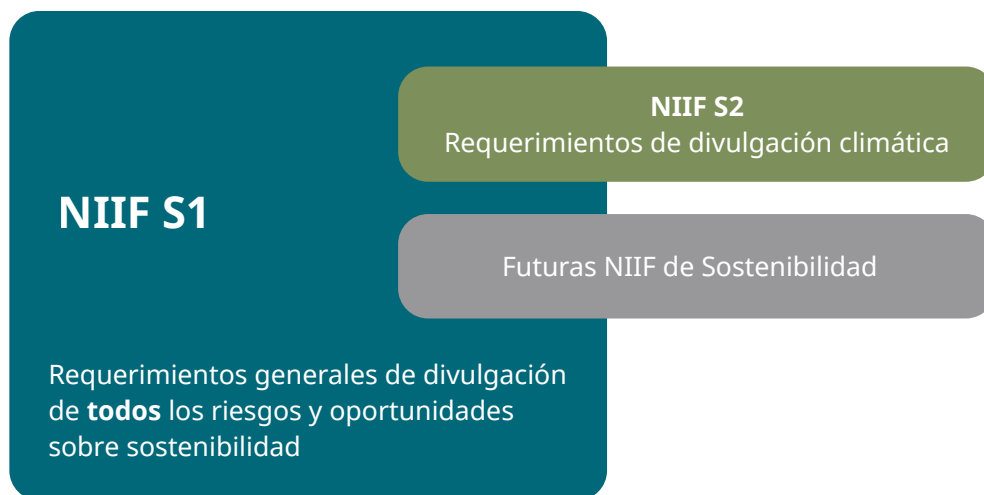 NIIF S2
Requerimientos de divulgación climática
NIIF S1
Futuras NIIF de Sostenibilidad
Requerimientos generales de divulgación
de todos los riesgos y oportunidades
sobre sostenibilidad